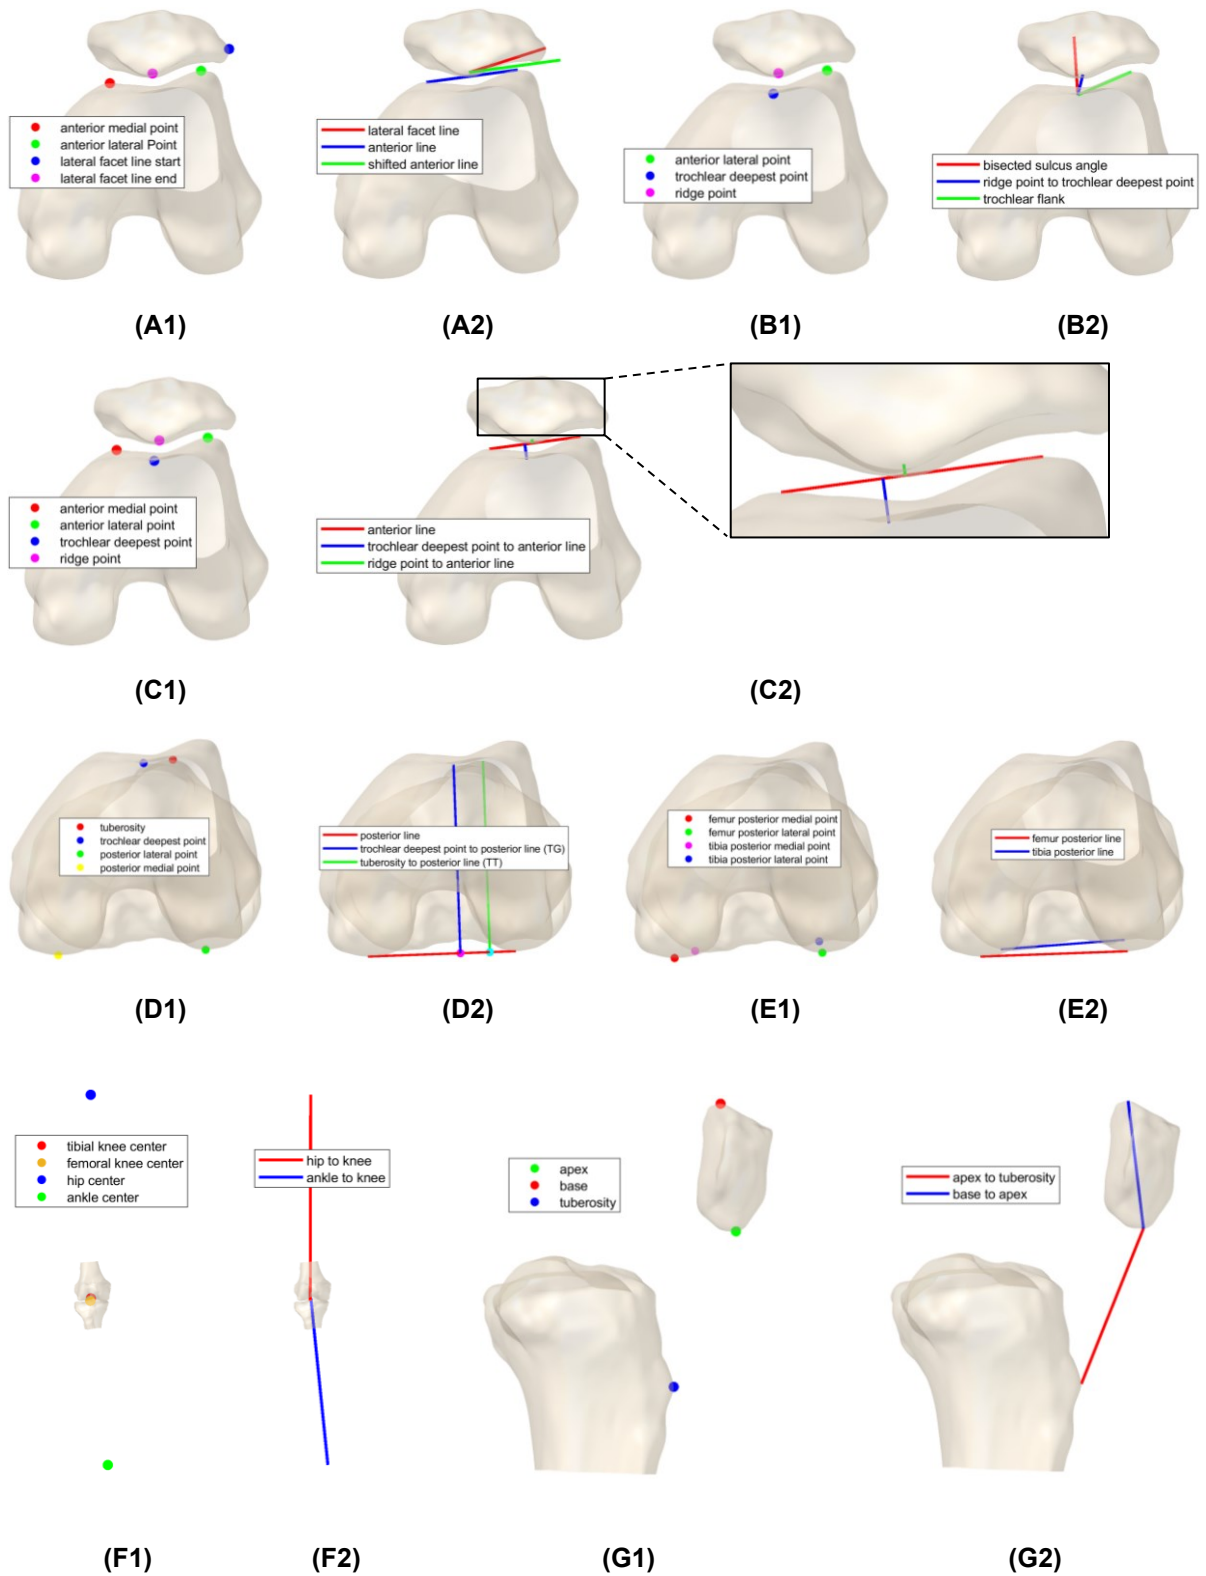 anterior medial point
anterior lateral Point
lateral facet line start
lateral facet line end
(A1)
lateral facet line
anterior line
shifted anterior line
(A2)
anterior lateral point
trochlear deepest point
ridge point
(B1)
bisected sulcus angle
ridge point to trochlear deepest point
trochlear flank
(B2)
anterior medial point
anterior lateral point
trochlear deepest point
ridge point
(C1)
anterior line
trochlear deepest point to anterior line
ridge point to anterior line
(C2)
tuberosity
trochlear deepest point
posterior lateral point
posterior medial point
(D1)
posterior line
trochlear deepest point to posterior line (TG)
tuberosity to posterior line (TT)
(D2)
femur posterior medial point
femur posterior lateral point
tibia posterior medial point
tibia posterior lateral point
(E1)
femur posterior line
tibia posterior line
(E2)
tibial knee center
femoral knee center
hip center
ankle center
(F1)
hip to knee
ankle to knee
(F2)
apex
base
tuberosity
(G1)
apex to tuberosity
base to apex
(G2)